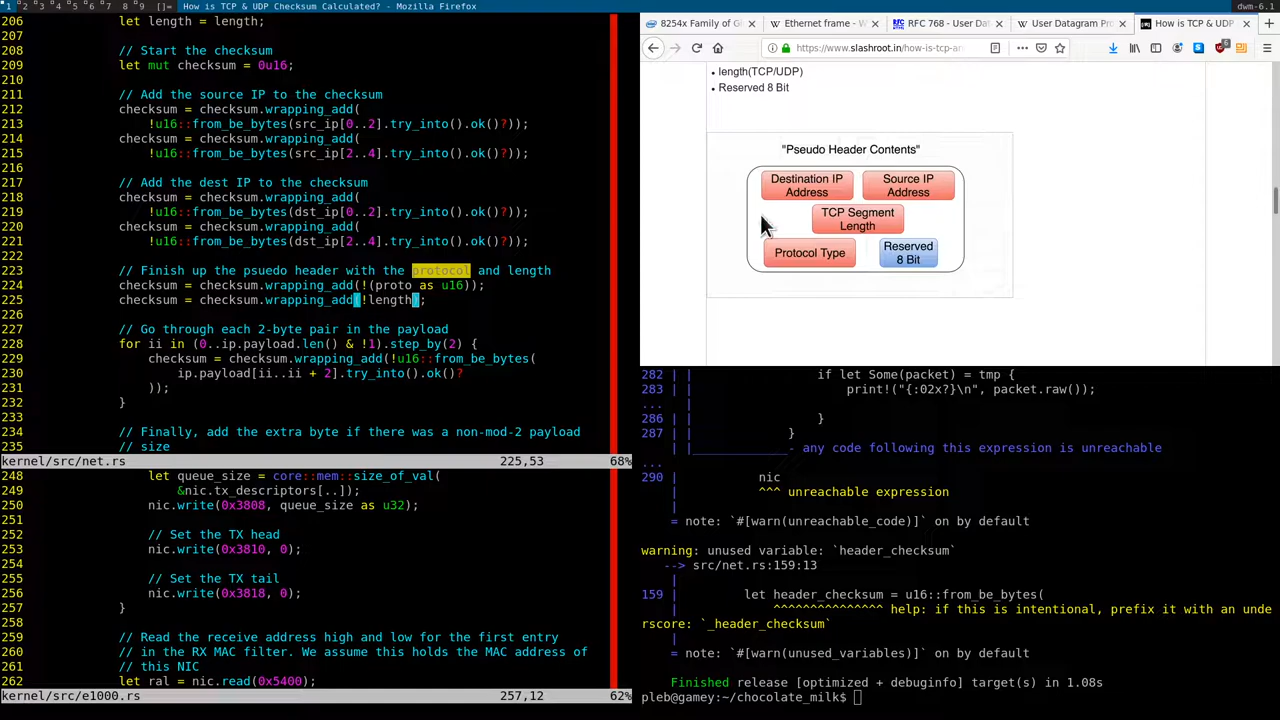 1 2 3 4 5 6 7 8 9 []= How is TCP & UDP Checksum Calculated? - Mozilla Firefox dwm-6.1
206 let length = length;
207
208 // Start the checksum
209 let mut checksum = 0u16;
210
211 // Add the source IP to the checksum
212 checksum = checksum.wrapping_add(
213 !u16::from_be_bytes(src_ip[0..2].try_into().ok()?));
214 checksum = checksum.wrapping_add(
215 !u16::from_be_bytes(src_ip[2..4].try_into().ok()?));
216
217 // Add the dest IP to the checksum
218 checksum = checksum.wrapping_add(
219 !u16::from_be_bytes(dst_ip[0..2].try_into().ok()?));
220 checksum = checksum.wrapping_add(
221 !u16::from_be_bytes(dst_ip[2..4].try_into().ok()?));
222
223 // Finish up the psuedo header with the protocol and length
224 checksum = checksum.wrapping_add(!(proto as u16));
225 checksum = checksum.wrapping_add(!length);
226
227 // Go through each 2-byte pair in the payload
228 for ii in (0..ip.payload.len() & !1).step_by(2) {
229 checksum = checksum.wrapping_add(!u16::from_be_bytes(
230 ip.payload[ii..ii + 2].try_into().ok()?
231 ));
232 }
233
234 // Finally, add the extra byte if there was a non-mod-2 payload
235 // size
kernel/src/net.rs 225,53 68%
248 let queue_size = core::mem::size_of_val(
249 &nic.tx_descriptors[..]);
250 nic.write(0x3808, queue_size as u32);
251
252 // Set the TX head
253 nic.write(0x3810, 0);
254
255 // Set the TX tail
256 nic.write(0x3818, 0);
257 }
258
259 // Read the receive address high and low for the first entry
260 // in the RX MAC filter. We assume this holds the MAC address of
261 // this NIC
262 let ral = nic.read(0x5400);
kernel/src/e1000.rs 257,12 62%
8254x Family of G
Ethernet frame - W
RFC 768 - User Dat
User Datagram Pro
How is TCP & UDP
https://www.slashroot.in/how-is-tcp-an
• length(TCP/UDP)
• Reserved 8 Bit
"Pseudo Header Contents"
Destination IP
Address
Source IP
Address
TCP Segment
Length
Protocol Type
Reserved
8 Bit
282 | | if let Some(packet) = tmp {
283 | | print!("{:02x?}\n", packet.raw());
... |
286 | | }
287 | | }
| |_____________- any code following this expression is unreachable
...
290 | nic
| ^^^ unreachable expression
|
= note: `#[warn(unreachable_code)]` on by default
warning: unused variable: `header_checksum`
--> src/net.rs:159:13
|
159 | let header_checksum = u16::from_be_bytes(
| ^^^^^^^^^^^^^^^ help: if this is intentional, prefix it with an unde
rscore: `_header_checksum`
|
= note: `#[warn(unused_variables)]` on by default
Finished release [optimized + debuginfo] target(s) in 1.08s
pleb@gamey:~/chocolate_milk$